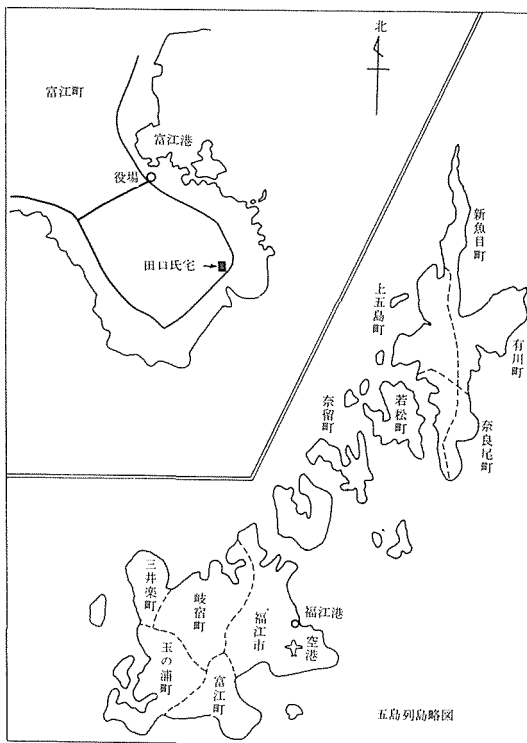 北
富江町
富江港
役場
田口氏宅
新魚目町
上五島町
有川町
若松町
奈留町
奈良尾町
三井楽町
岐宿町
福江市
福江港
空港
玉の浦町
富江町
五島列島略図